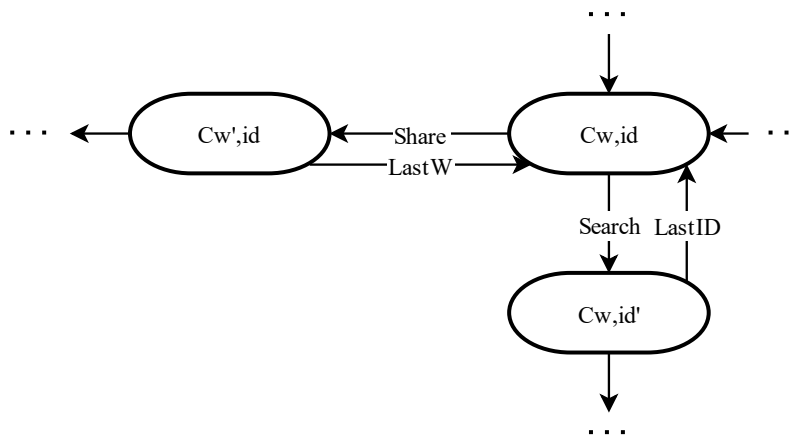 ...
... Cw',id Share Cw,id ..
LastW
Search LastID
Cw,id'
...